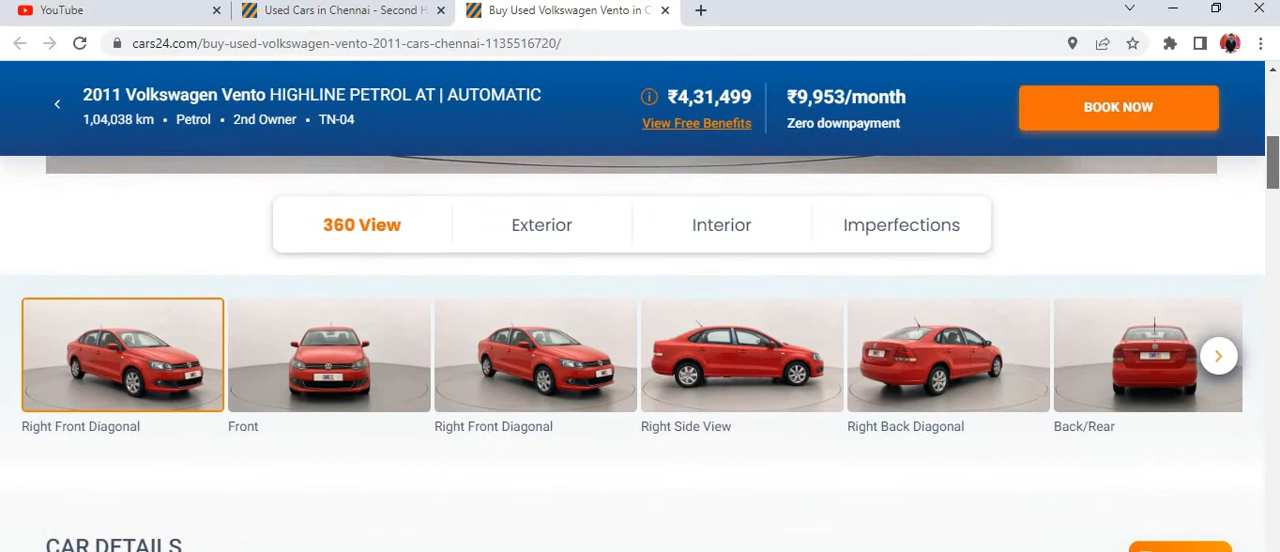 YouTube
Used Cars in Chennai - Second H
Buy Used Volkswagen Vento in C
cars24.com/buy-used-volkswagen-vento-2011-cars-chennai-1135516720/
2011 Volkswagen Vento HIGHLINE PETROL AT | AUTOMATIC
1,04,038 km • Petrol • 2nd Owner • TN-04
₹4,31,499
View Free Benefits
₹9,953/month
Zero downpayment
BOOK NOW
360 View
Exterior
Interior
Imperfections
Right Front Diagonal
Front
Right Front Diagonal
Right Side View
Right Back Diagonal
Back/Rear
CAR DETAILS